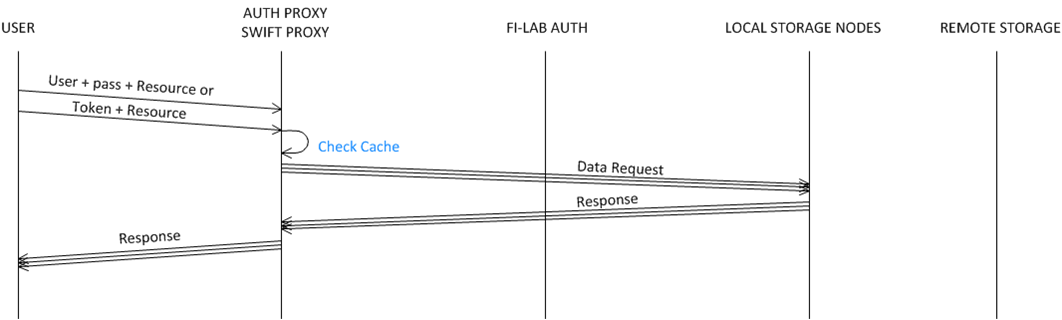 USER
AUTH PROXY
SWIFT PROXY
FI-LAB AUTH
LOCAL STORAGE NODES
REMOTE STORAGE
User + pass + Resource or
Token + Resource
Check Cache
Data Request
Response
Response